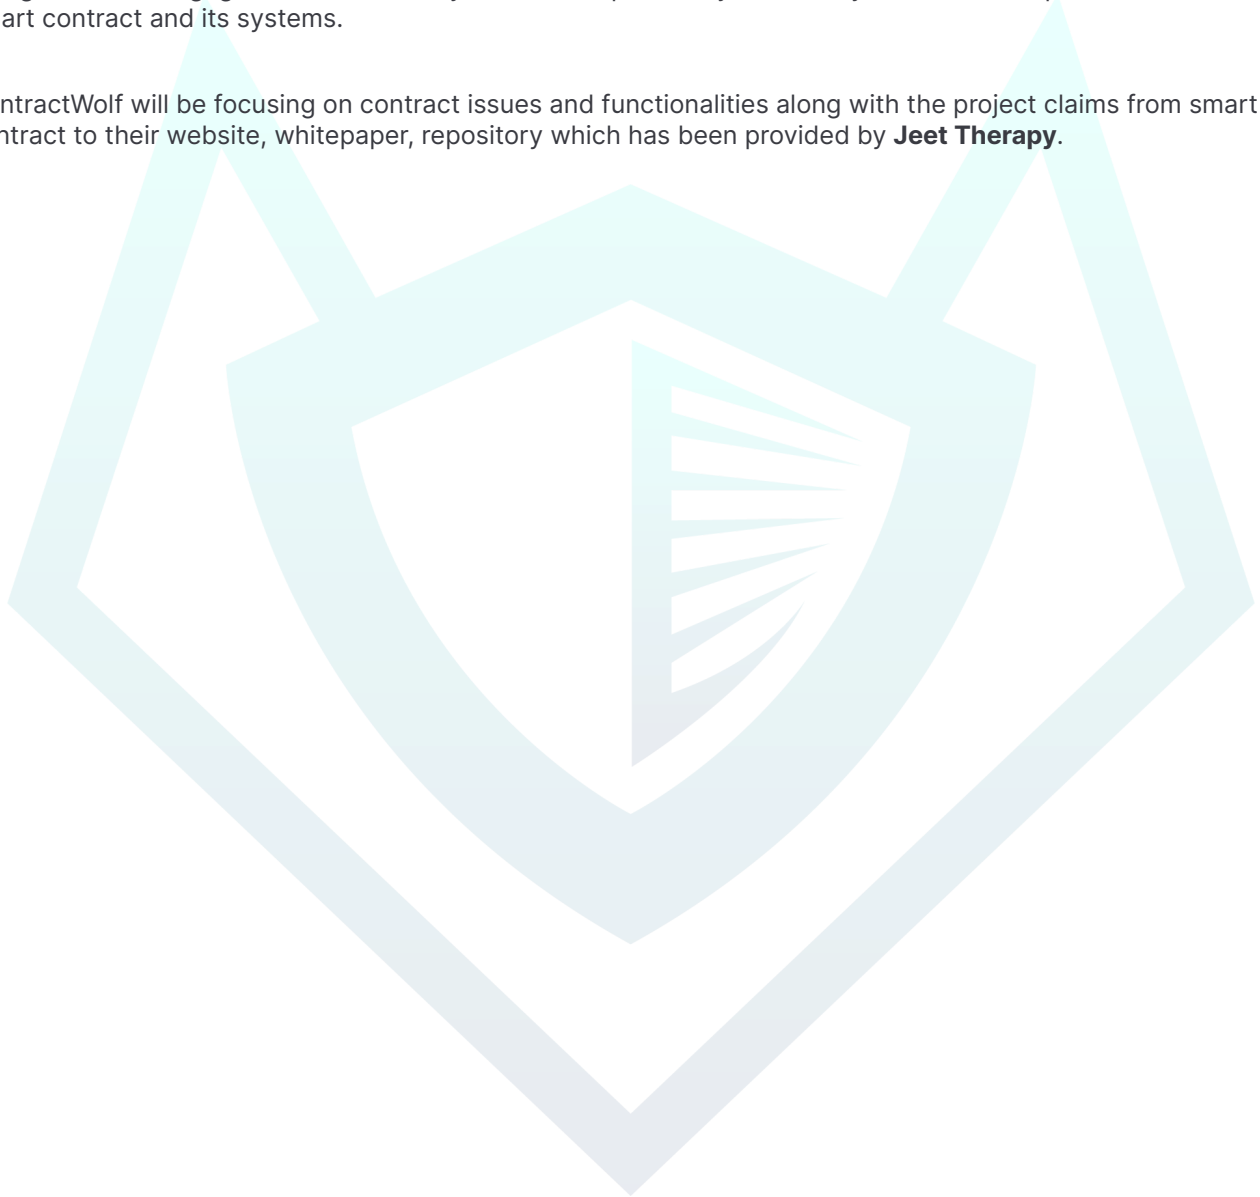 art contract and its systems.
ntractWolf will be focusing on contract issues and functionalities along with the project claims from smart
ntract to their website, whitepaper, repository which has been provided by Jeet Therapy.